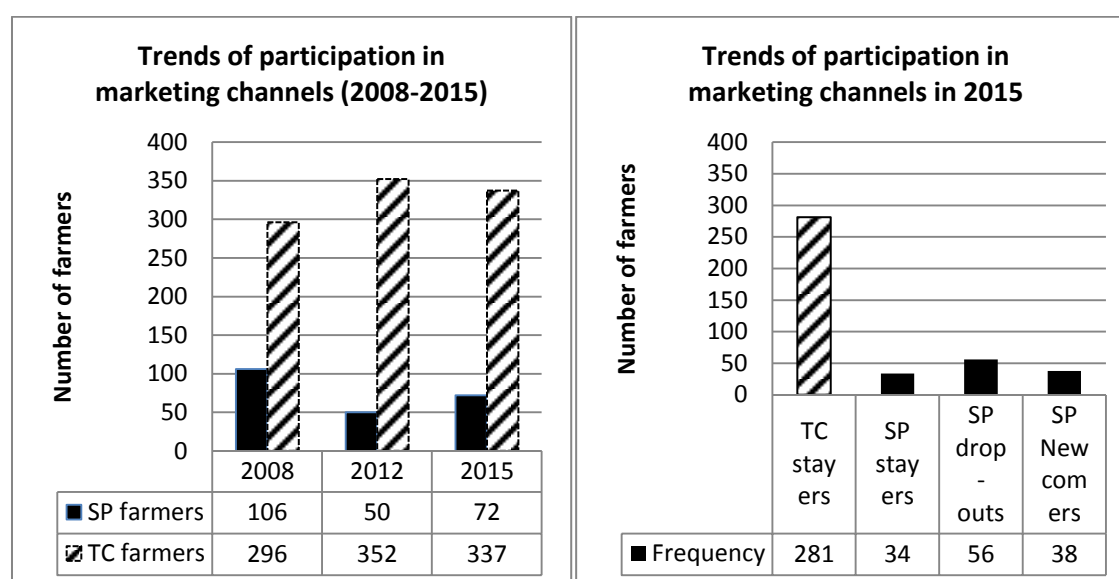 Trends of participation in
marketing channels (2008-2015)
Number of farmers
400
350
300
250
200
150
100
50
0
2008 2012 2015
SP farmers 106 50 72
TC farmers 296 352 337
Trends of participation in
marketing channels in 2015
Number of farmers
400
350
300
250
200
150
100
50
0
TC
stay
ers
SP
stay
ers
SP
drop
-
outs
SP
New
com
ers
Frequency 281 34 56 38